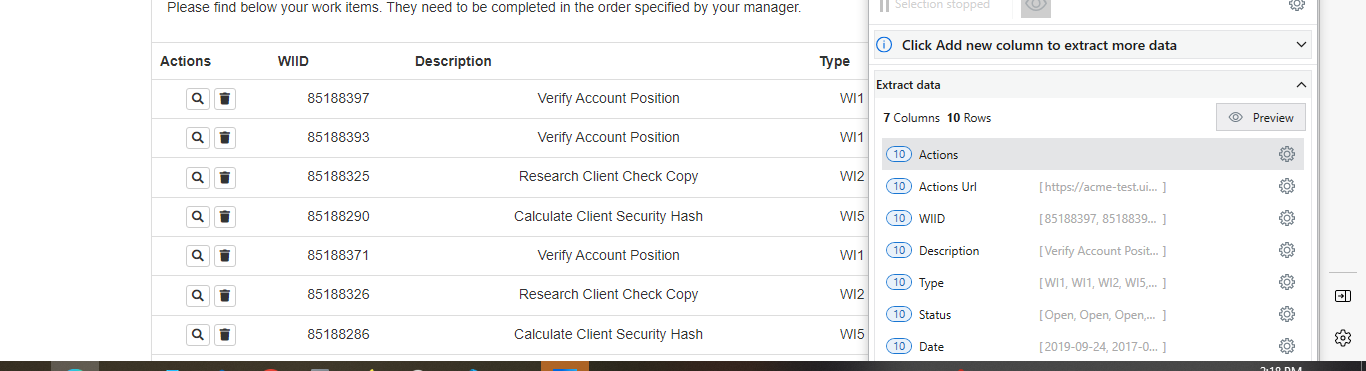 Please find below your work items. They need to be completed in the order specified by your manager.
Actions WIID Description Type
85188397 Verify Account Position WI1
85188393 Verify Account Position WI1
85188325 Research Client Check Copy WI2
85188290 Calculate Client Security Hash WI5
85188371 Verify Account Position WI1
85188326 Research Client Check Copy WI2
85188286 Calculate Client Security Hash WI5
Selection stopped
Click Add new column to extract more data
Extract data
7 Columns 10 Rows Preview
10 Actions
10 Actions Url [ https://acme-test.ui... ]
10 WIID [ 85188397, 8518839... ]
10 Description [ Verify Account Posit... ]
10 Type [ WI1, WI1, WI2, WI5,... ]
10 Status [ Open, Open, Open,... ]
10 Date [ 2019-09-24, 2017-0... ]